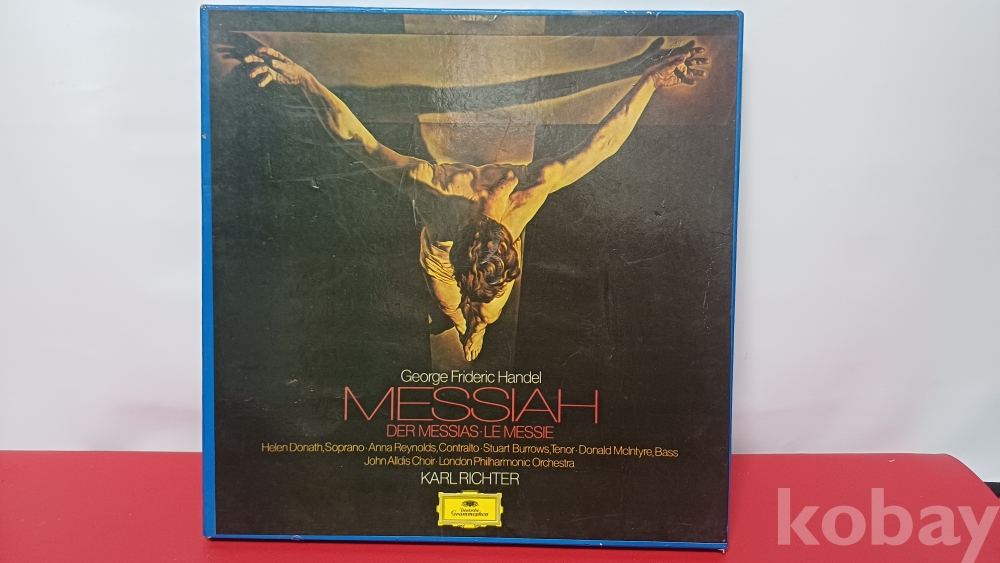 George Frideric Handel
MESSIAH
DER MESSIAS · LE MESSIE
Helen Donath, Soprano · Anna Reynolds, Contralto · Stuart Burrows, Tenor · Donald McIntyre, Bass
John Alldis Choir · London Philharmonic Orchestra
KARL RICHTER
Deutsche
Grammophon
kobay